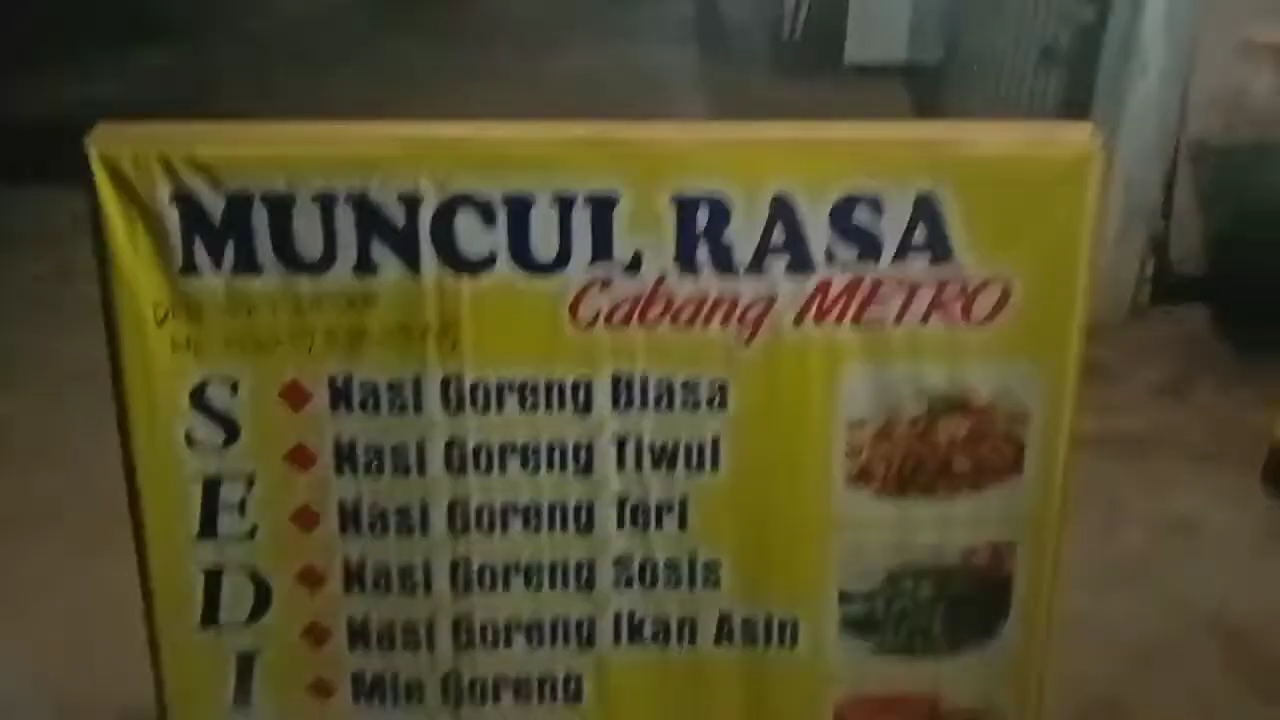 MUNCUL RASA
Cabang METRO
S
E
D
I
Nasi Goreng Biasa
Nasi Goreng Tiwul
Nasi Goreng Teri
Nasi Goreng Sosis
Nasi Goreng Ikan Asin
Mie Goreng